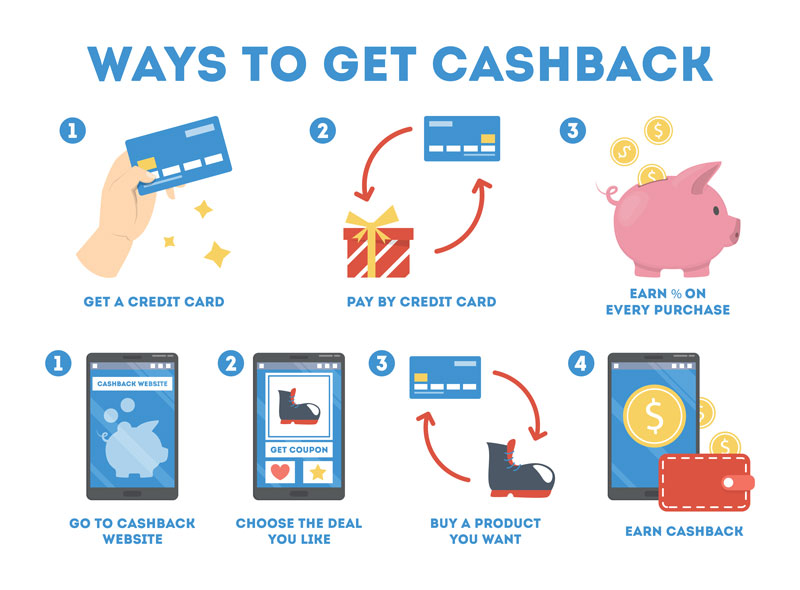 WAYS TO GET CASHBACK
1
2
3
$
$
$
GET A CREDIT CARD
PAY BY CREDIT CARD
EARN % ON
EVERY PURCHASE
1
2
3
4
CASHBACK WEBSITE
$
$
$
GET COUPON
GO TO CASHBACK
WEBSITE
CHOOSE THE DEAL
YOU LIKE
BUY A PRODUCT
YOU WANT
EARN CASHBACK